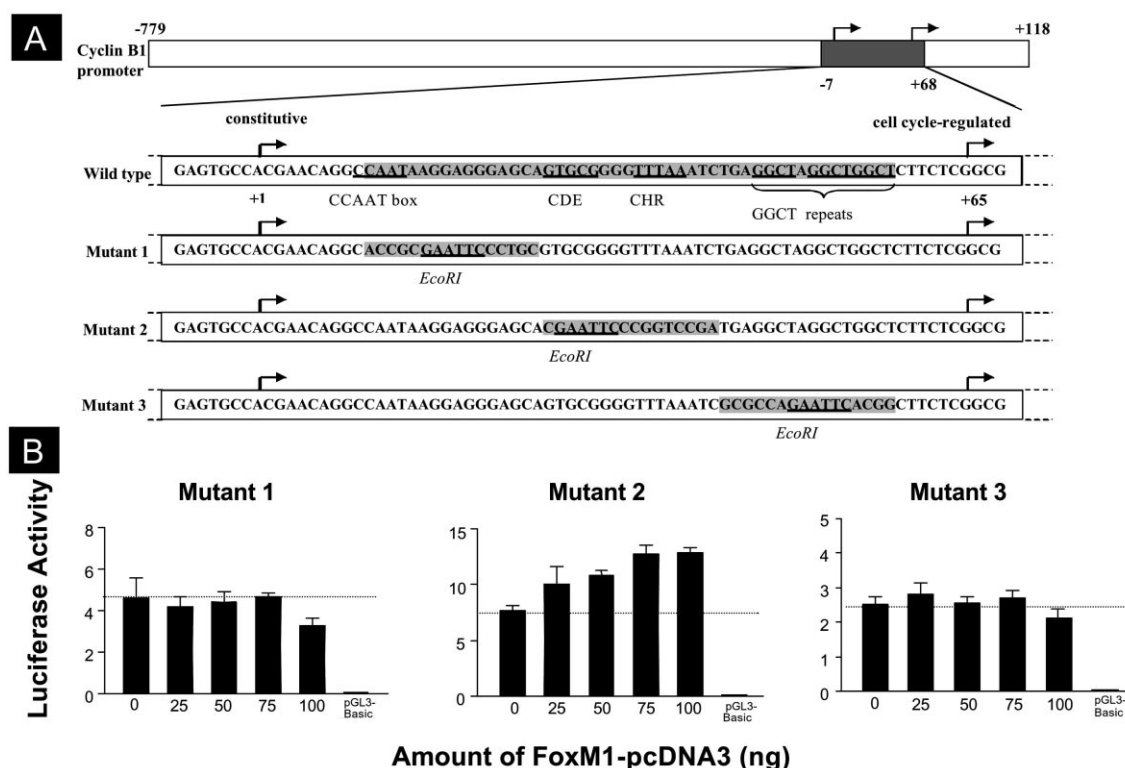 A
-779
+118
Cyclin B1
promoter
-7
+68
constitutive
cell cycle-regulated
Wild type
GAGTGCCACGAACAGGCCAATAAGGAGGGAGCAGTGCGGGGTTTAAATCTGAGGCTAGGCTGGCTCTTCTCGGCG
+1
CCAAT box
CDE
CHR
GGCT repeats
+65
Mutant 1
GAGTGCCACGAACAGGCACCGCGAATTCCCTGCGTGCGGGGTTTAAATCTGAGGCTAGGCTGGCTCTTCTCGGCG
EcoRI
Mutant 2
GAGTGCCACGAACAGGCCAATAAGGAGGGAGCACGAATTCCCGGTCCGATGAGGCTAGGCTGGCTCTTCTCGGCG
EcoRI
Mutant 3
GAGTGCCACGAACAGGCCAATAAGGAGGGAGCAGTGCGGGGTTTAAATCGCGCCAGAATTCACGGCTTCTCGGCG
EcoRI
B
Luciferase Activity
Mutant 1
8
6
4
2
0
0 25 50 75 100 pGL3-
Basic
Mutant 2
15
10
5
0
0 25 50 75 100 pGL3-
Basic
Mutant 3
5
4
3
2
1
0
0 25 50 75 100 pGL3-
Basic
Amount of FoxM1-pcDNA3 (ng)